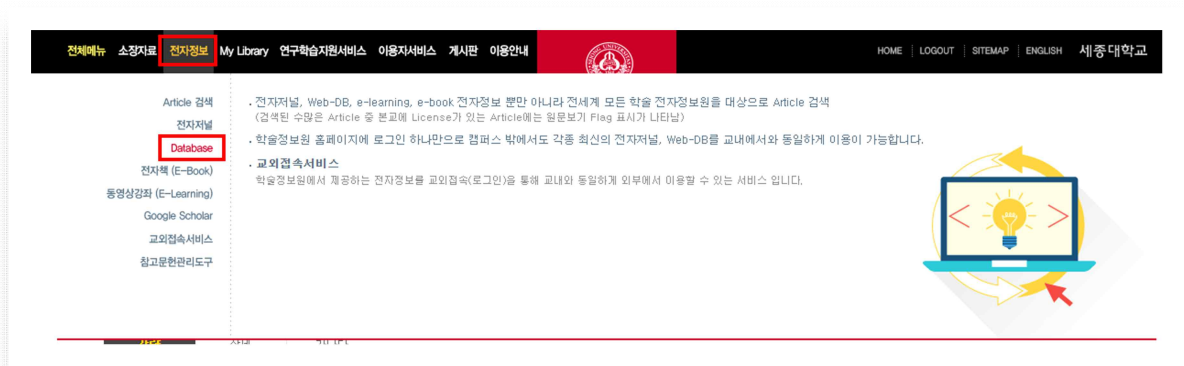 전체메뉴 소장자료 전자정보 My Library 연구학습지원서비스 이용자서비스 게시판 이용안내 HOME LOGOUT SITEMAP ENGLISH 세종대학교
Article 검색
전자저널
Database
전자책 (E-Book)
동영상강좌 (E-Learning)
Google Scholar
교외접속서비스
참고문헌관리도구
. 전자저널, Web-DB, e-learning, e-book 전자정보 뿐만 아니라 전세계 모든 학술 전자정보원을 대상으로 Article 검색
(검색된 수많은 Article 중 본교에 License가 있는 Article에는 원문보기 Flag 표시가 나타남)
. 학술정보원 홈페이지에 로그인 하나만으로 캠퍼스 밖에서도 각종 최신의 전자저널, Web-DB를 교내에서와 동일하게 이용이 가능합니다.
. 교외접속서비스
학술정보원에서 제공하는 전자정보를 교외접속(로그인)을 통해 교내와 동일하게 외부에서 이용할 수 있는 서비스 입니다.